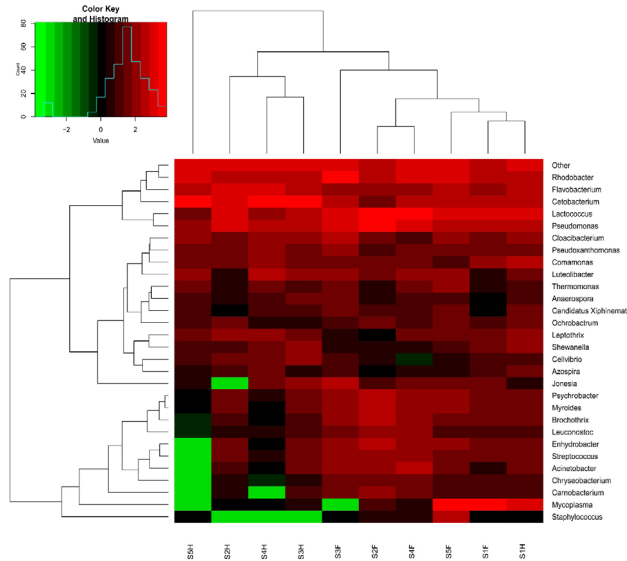 Color Key
and Histogram
Count
0 20 40 60 80
−2 0 2
Value
Other
Rhodobacter
Flavobacterium
Cetobacterium
Lactococcus
Pseudomonas
Cloacibacterium
Pseudoxanthomonas
Comamonas
Luteolibacter
Thermomonas
Anaerospora
Candidatus Xiphinemat
Ochrobactrum
Leptothrix
Shewanella
Cellvibrio
Azospira
Jonesia
Psychrobacter
Myroides
Brochothrix
Leuconostoc
Enhydrobacter
Streptococcus
Acinetobacter
Chryseobacterium
Carnobacterium
Mycoplasma
Staphylococcus
S5H S2H S4H S3H S3F S2F S4F S5F S1F S1H